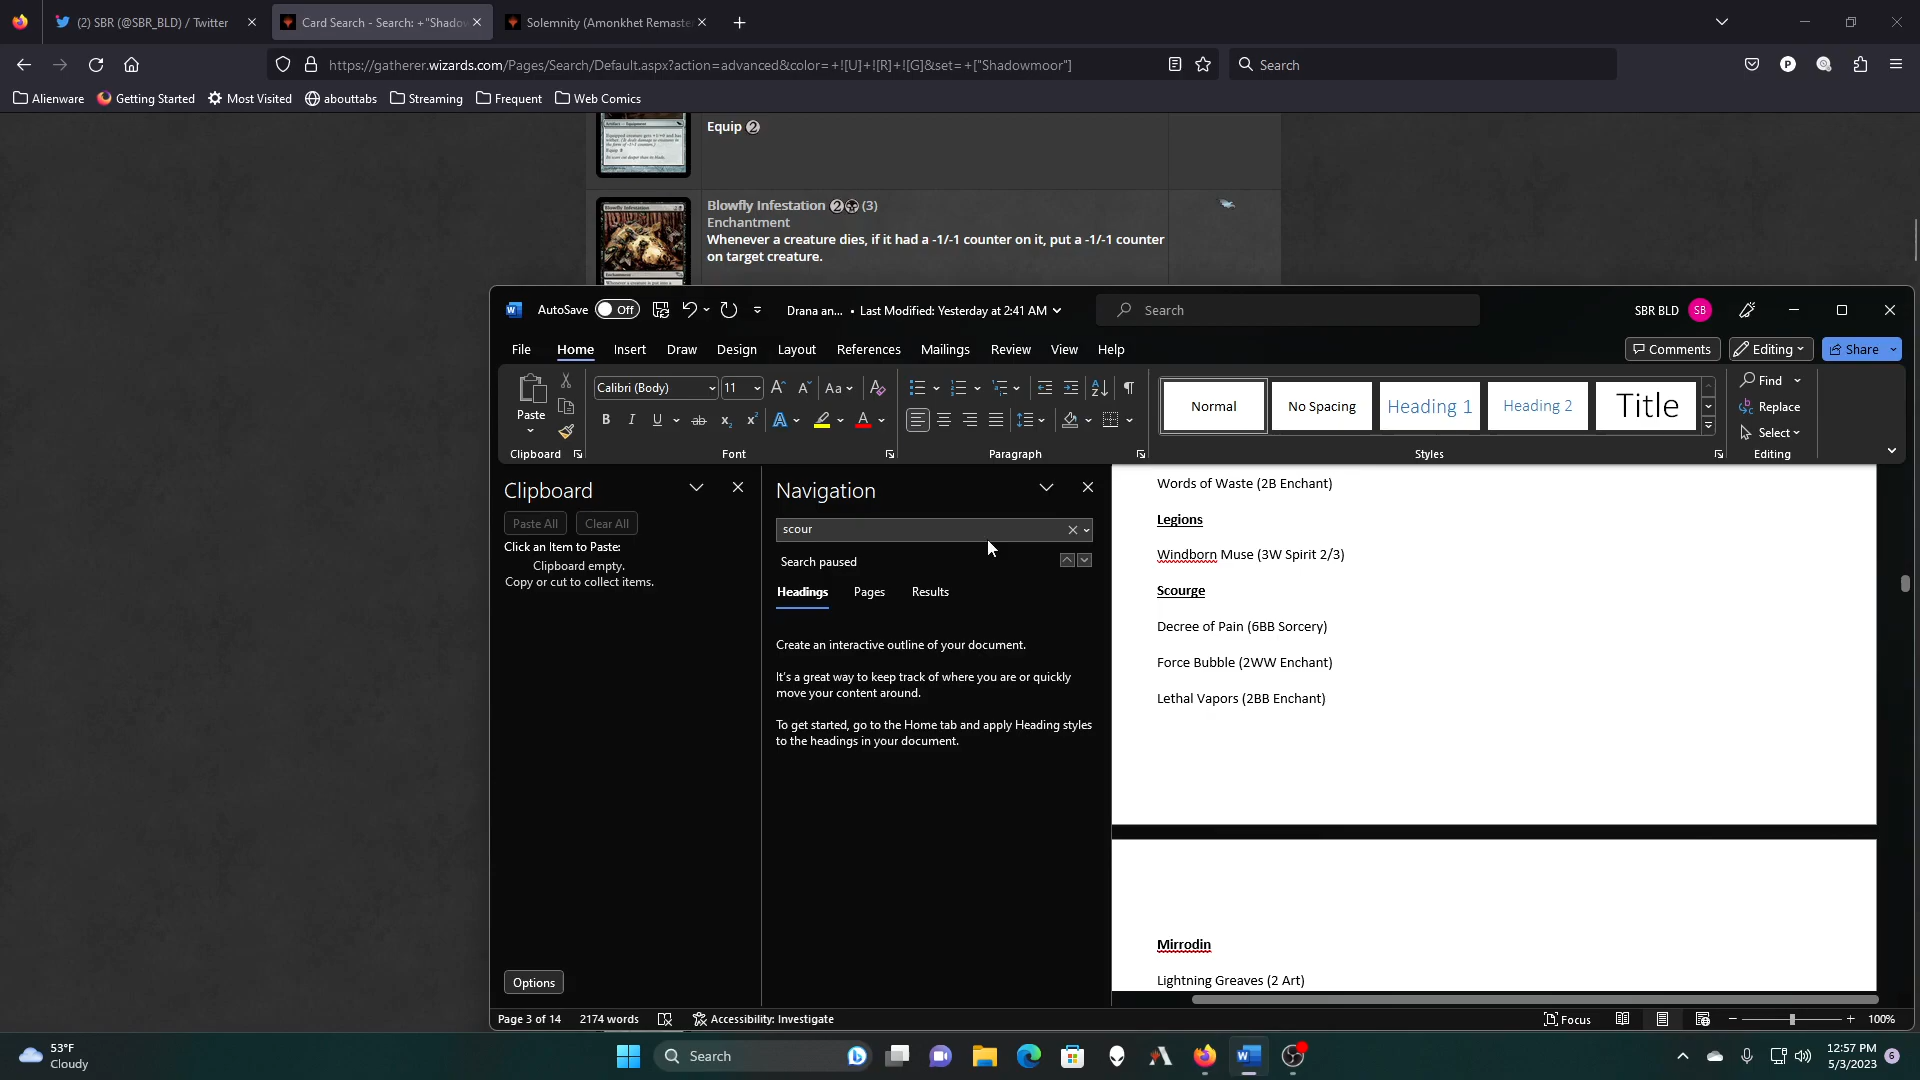 (2) SBR (@SBR_BLD) / Twitter
Card Search - Search: +"Shadow
Solemnity (Amonkhet Remaste
https://gatherer.wizards.com/Pages/Search/Default.aspx?action=advanced&color=+![U]+![R]+![G]&set=+["Shadowmoor"]
Search
Alienware
Getting Started
Most Visited
abouttabs
Streaming
Frequent
Web Comics
Equip 2
Blowfly Infestation 2 (3)
Enchantment
Whenever a creature dies, if it had a -1/-1 counter on it, put a -1/-1 counter
on target creature.
AutoSave Off
Drana an... • Last Modified: Yesterday at 2:41 AM
Search
SBR BLD SB
File Home Insert Draw Design Layout References Mailings Review View Help
Comments Editing Share
Paste
Calibri (Body) 11
Normal
No Spacing
Heading 1
Heading 2
Title
Find
Replace
Select
Clipboard Font Paragraph Styles Editing
Clipboard
Paste All Clear All
Click an Item to Paste:
Clipboard empty.
Copy or cut to collect items.
Options
Navigation
scour
Search paused
Headings Pages Results
Create an interactive outline of your document.
It's a great way to keep track of where you are or quickly
move your content around.
To get started, go to the Home tab and apply Heading styles
to the headings in your document.
Words of Waste (2B Enchant)
Legions
Windborn Muse (3W Spirit 2/3)
Scourge
Decree of Pain (6BB Sorcery)
Force Bubble (2WW Enchant)
Lethal Vapors (2BB Enchant)
Mirrodin
Lightning Greaves (2 Art)
Page 3 of 14 2174 words Accessibility: Investigate
Focus 100%
53°F
Cloudy
Search
12:57 PM
5/3/2023
6